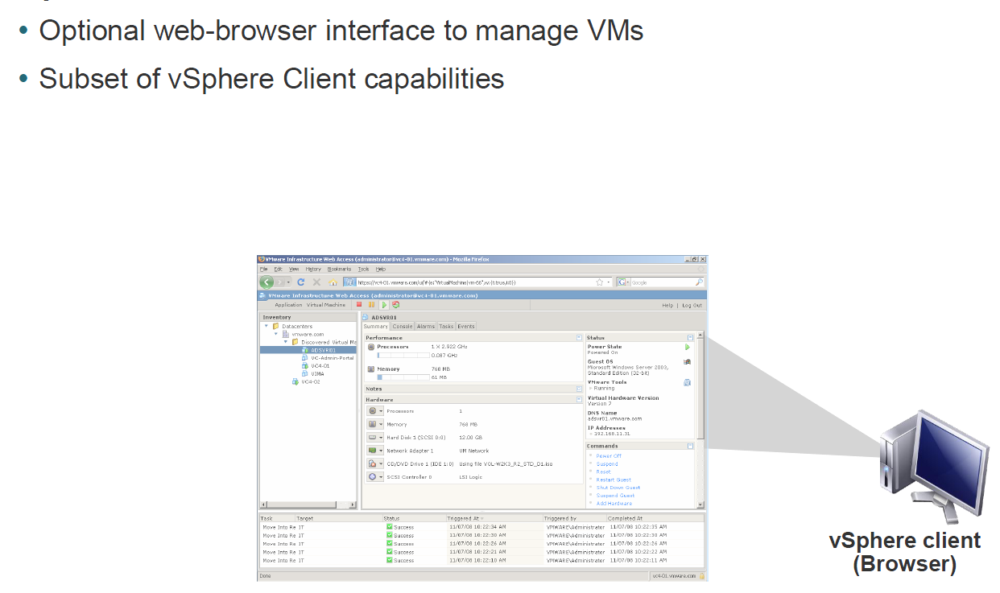 • Optional web-browser interface to manage VMs
• Subset of vSphere Client capabilities
VMware Infrastructure Web Access (administrator@vc4-01.vmware.com) - Mozilla Firefox
File Edit View History Bookmarks Tools Help
Google
VMware Infrastructure Web Access (administrator@vc4-01.vmware.com)
Application Virtual Machine
Help | Log Out
Inventory
Datacenters
vmware.com
Discovered Virtual Ma
ADSVR01
VC-Admin-Portal
VC4-01
VIMA
VC4-02
ADSVR01
Summary Console Alarms Tasks Events
Performance
Processors 1 X 2.922 GHz
0.087 GHz
Memory 768 MB
61 MB
Notes
Hardware
Processors 1
Memory 768 MB
Hard Disk 1 (SCSI 0:0) 12.00 GB
Network Adapter 1 VM Network
CD/DVD Drive 1 (IDE 1:0) Using file VOL-W2K3_R2_STD_D1.iso
SCSI Controller 0 LSI Logic
Status
Power State
Powered On
Guest OS
Microsoft Windows Server 2003,
Standard Edition (32-bit)
VMware Tools
Running
Virtual Hardware Version
Version 7
DNS Name
adsvr01.vmware.com
IP Addresses
192.168.11.31
Commands
Power Off
Suspend
Reset
Restart Guest
Shut Down Guest
Suspend Guest
Add Hardware
Task Target Status Triggered At Triggered by Completed At
Move Into Re IT Success 11/07/08 10:22:34 AM VMWARE\Administrator 11/07/08 10:22:35 AM
Move Into Re IT Success 11/07/08 10:22:30 AM VMWARE\Administrator 11/07/08 10:22:30 AM
Move Into Re IT Success 11/07/08 10:22:26 AM VMWARE\Administrator 11/07/08 10:22:26 AM
Move Into Re IT Success 11/07/08 10:22:21 AM VMWARE\Administrator 11/07/08 10:22:22 AM
Move Into Re IT Success 11/07/08 10:22:10 AM VMWARE\Administrator 11/07/08 10:22:11 AM
Done
vc4-01.vmware.com
vSphere client
(Browser)